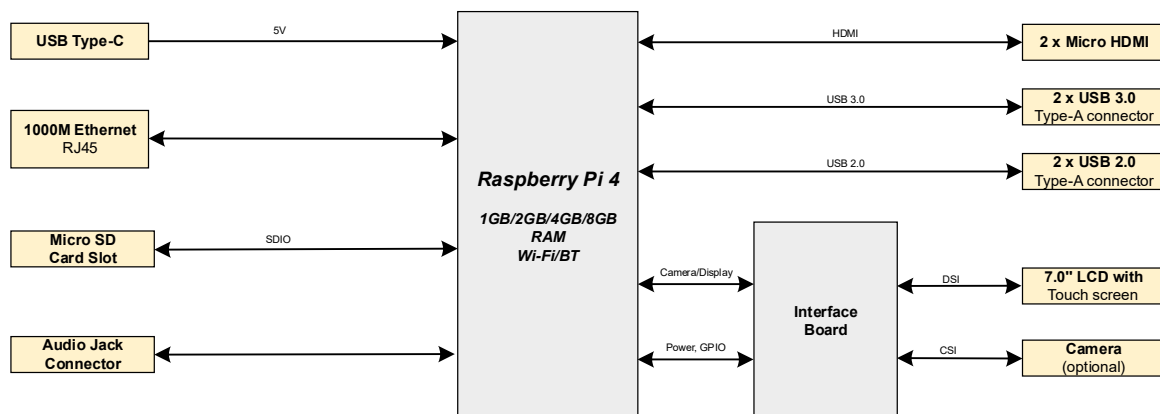 USB Type-C
5V
1000M Ethernet
RJ45
Micro SD
Card Slot
SDIO
Audio Jack
Connector
Raspberry Pi 4
1GB/2GB/4GB/8GB
RAM
Wi-Fi/BT
HDMI
2 x Micro HDMI
USB 3.0
2 x USB 3.0
Type-A connector
USB 2.0
2 x USB 2.0
Type-A connector
Camera/Display
Power, GPIO
Interface
Board
DSI
7.0" LCD with
Touch screen
CSI
Camera
(optional)